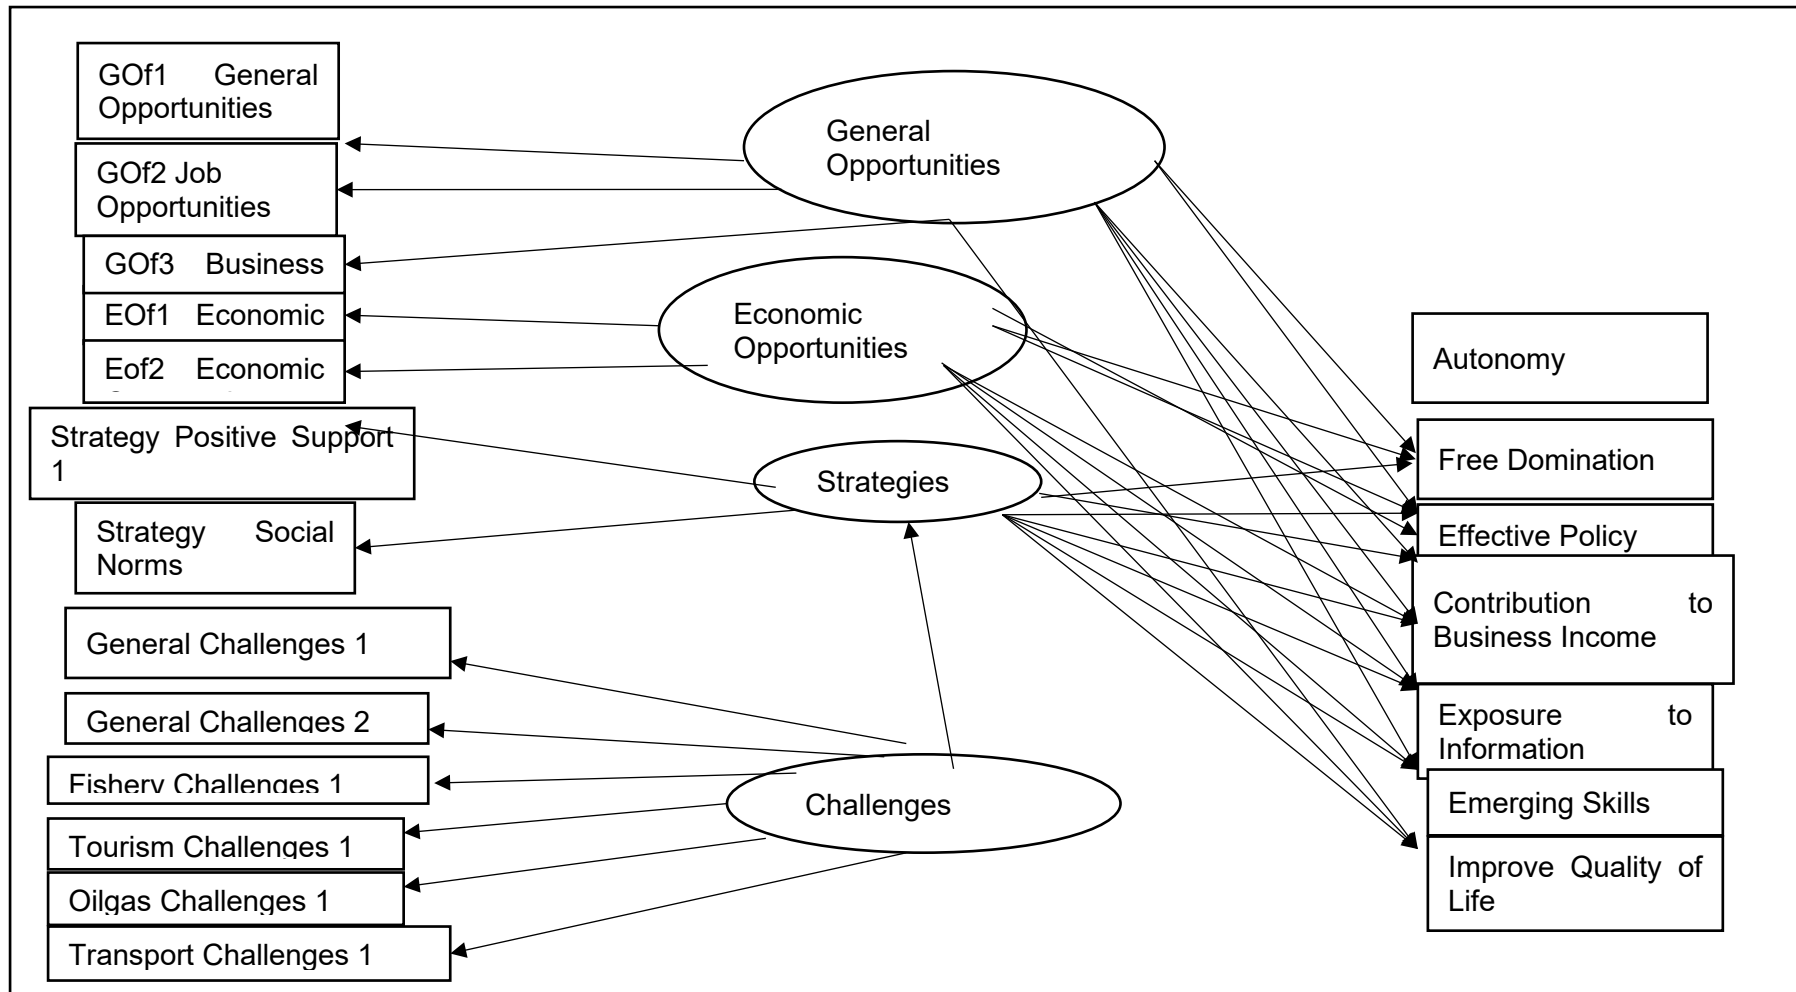 GOf1 General
Opportunities
GOf2 Job
Opportunities
GOf3 Business
EOf1 Economic
Eof2 Economic
Strategy Positive Support
1
Strategy Social
Norms
General Challenges 1
General Challenges 2
Fishery Challenges 1
Tourism Challenges 1
Oilgas Challenges 1
Transport Challenges 1
General
Opportunities
Economic
Opportunities
Strategies
Challenges
Autonomy
Free Domination
Effective Policy
Contribution to
Business Income
Exposure to
Information
Emerging Skills
Improve Quality of
Life